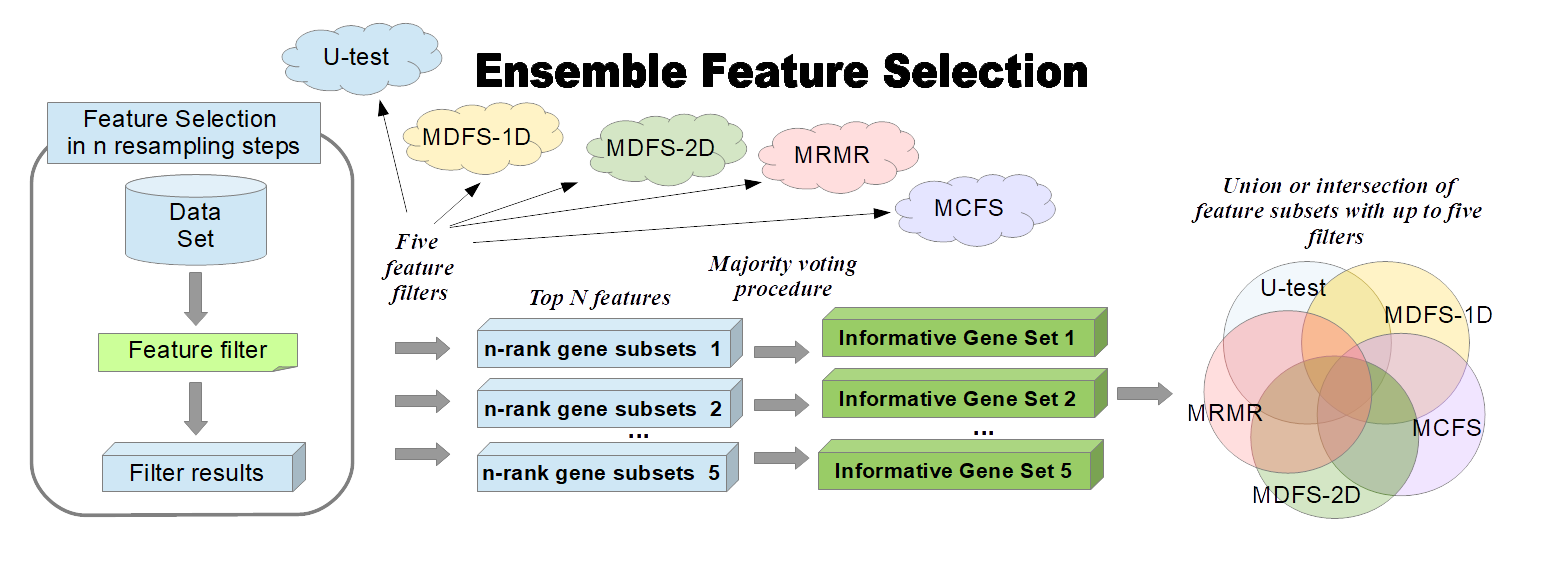 Ensemble Feature Selection
U-test
MDFS-1D
MDFS-2D
MRMR
MCFS
Feature Selection
in n resampling steps
Data
Set
Feature filter
Filter results
Five
feature
filters
Top N features
n-rank gene subsets 1
n-rank gene subsets 2
...
n-rank gene subsets 5
Majority voting
procedure
Informative Gene Set 1
Informative Gene Set 2
...
Informative Gene Set 5
Union or intersection of
feature subsets with up to five
filters
U-test
MDFS-1D
MRMR
MCFS
MDFS-2D